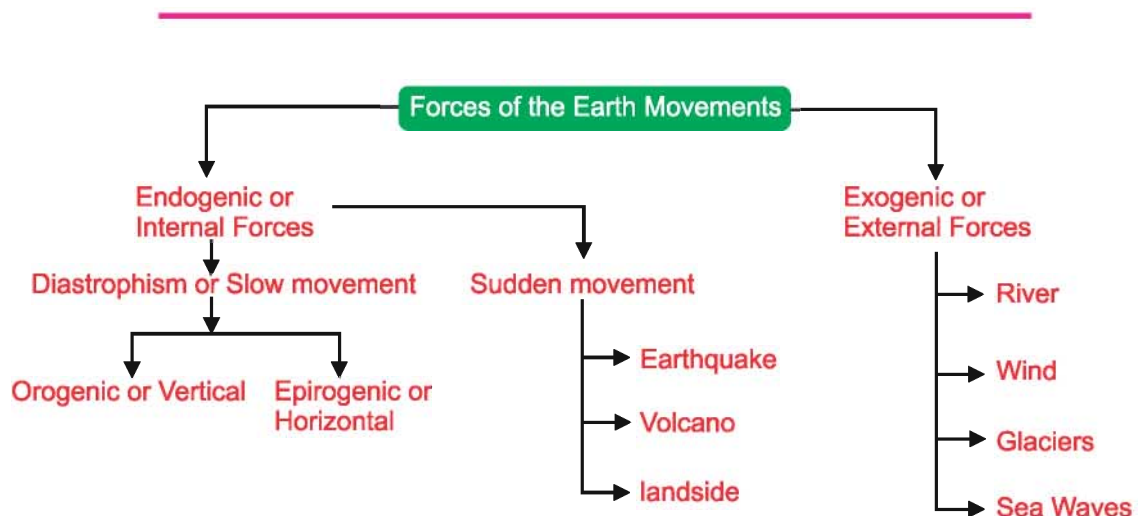 Forces of the Earth Movements
Endogenic or
Internal Forces
Exogenic or
External Forces
Diastrophism or Slow movement
Sudden movement
River
Earthquake
Wind
Orogenic or Vertical
Epirogenic or
Horizontal
Volcano
Glaciers
landside
Sea Waves